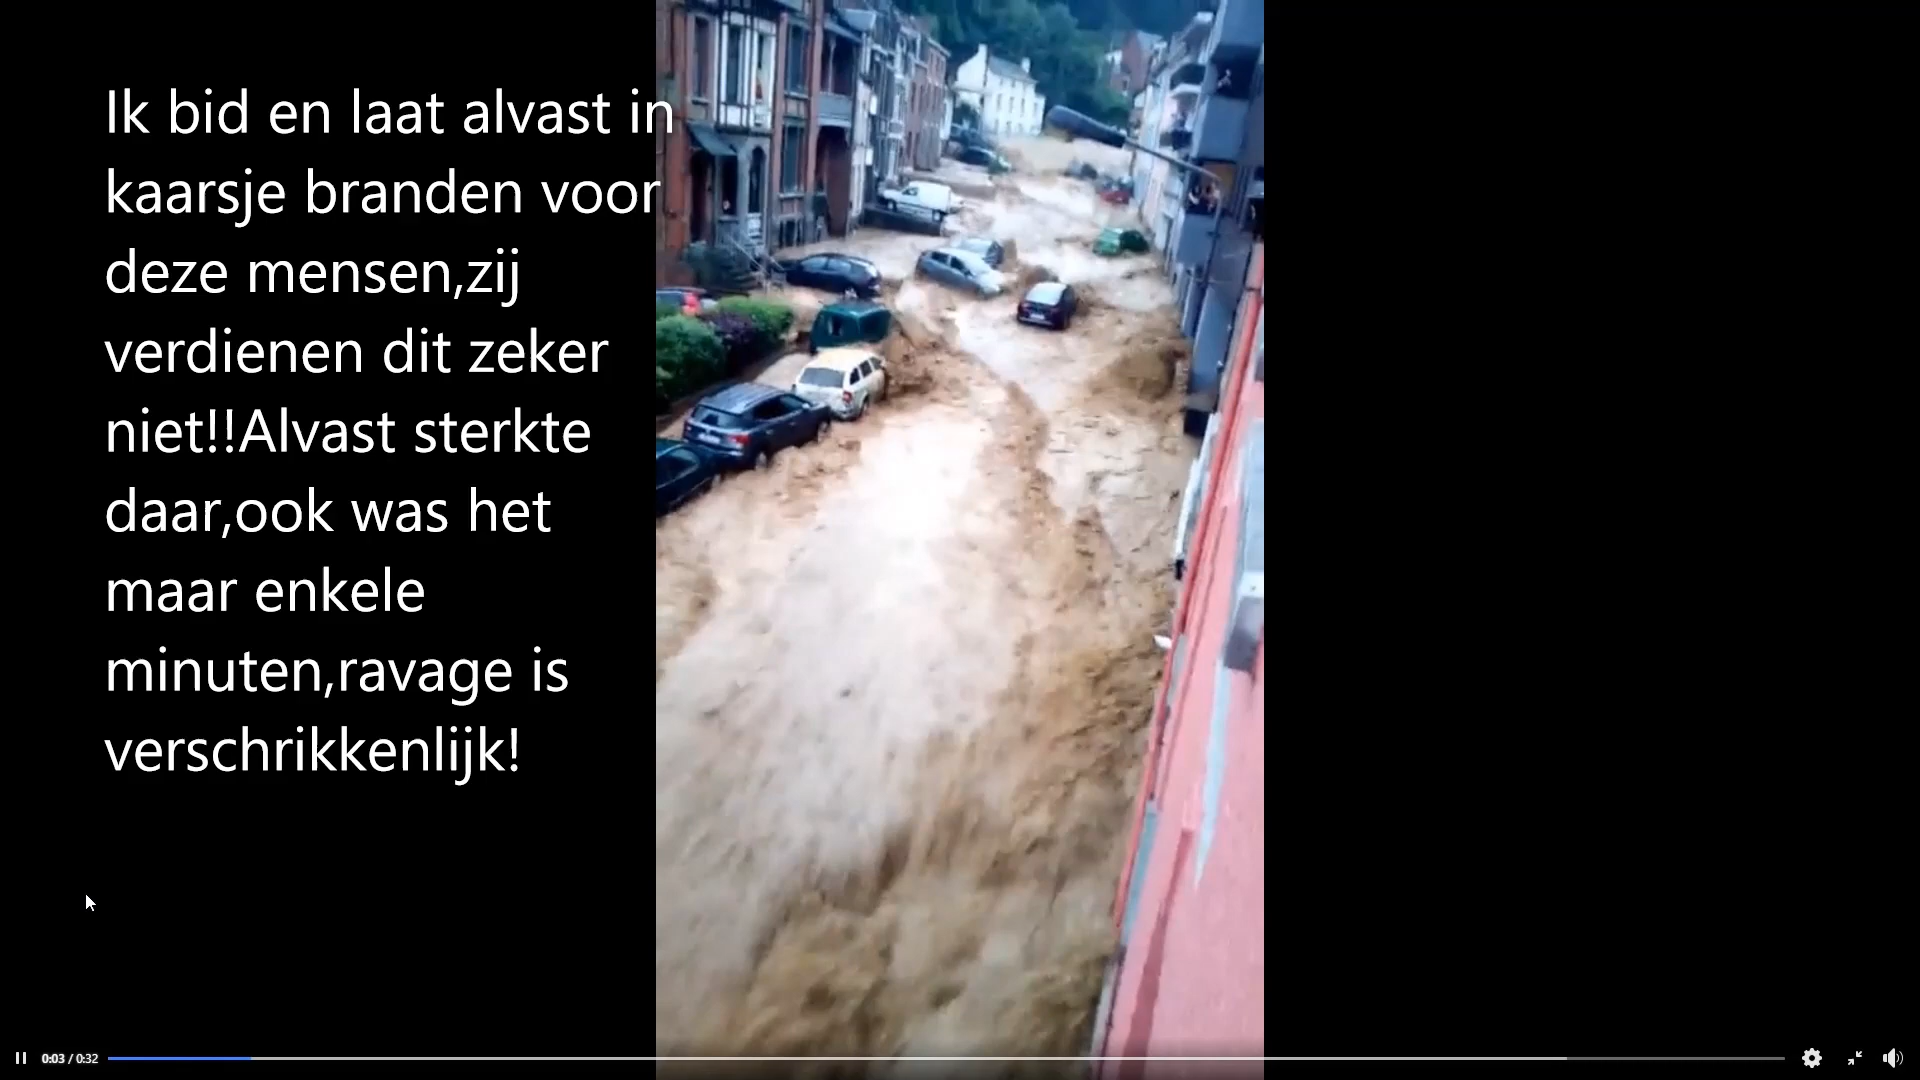 Ik bid en laat alvast in
kaarsje branden voor
deze mensen,zij
verdienen dit zeker
niet!!Alvast sterkte
daar,ook was het
maar enkele
minuten,ravage is
verschrikkenlijk!
0:03 / 0:32